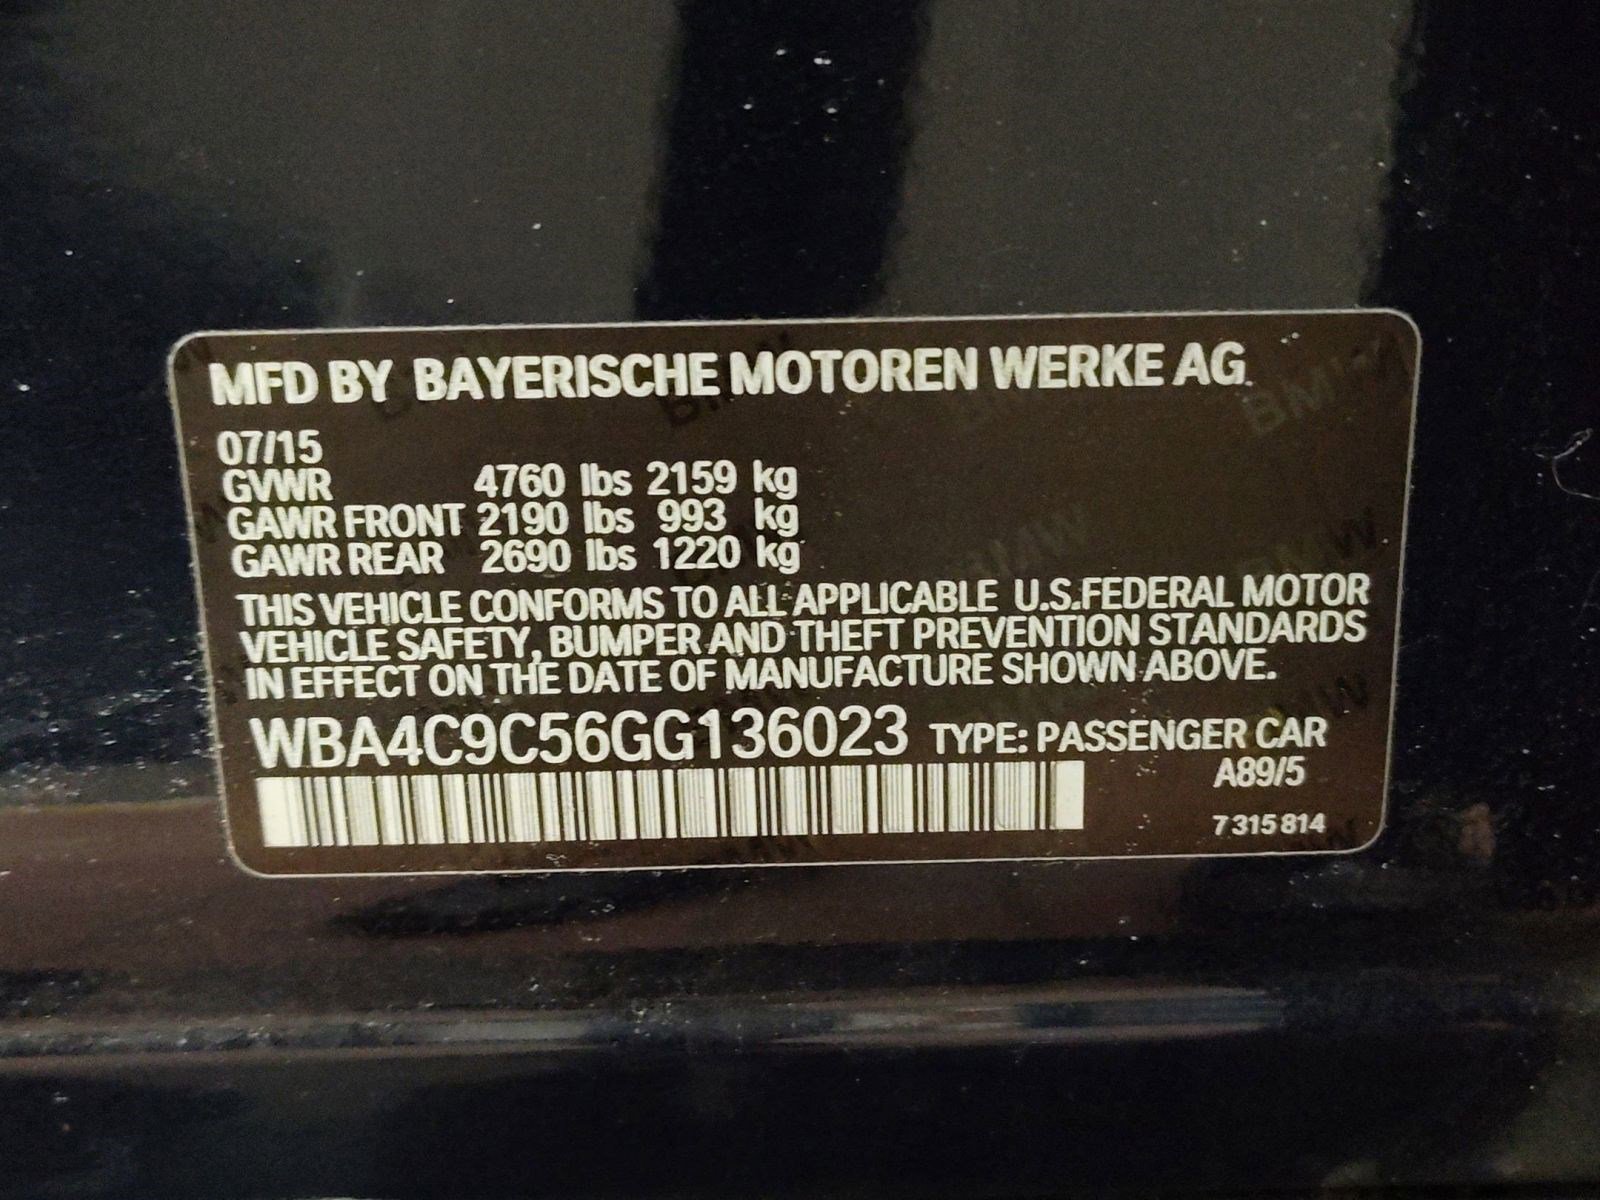 MFD BY BAYERISCHE MOTOREN WERKE AG.
07/15
GVWR 4760 lbs 2159 kg
GAWR FRONT 2190 lbs 993 kg
GAWR REAR 2690 lbs 1220 kg
THIS VEHICLE CONFORMS TO ALL APPLICABLE U.S.FEDERAL MOTOR
VEHICLE SAFETY, BUMPER AND THEFT PREVENTION STANDARDS
IN EFFECT ON THE DATE OF MANUFACTURE SHOWN ABOVE.
WBA4C9C56GG136023 TYPE: PASSENGER CAR
A89/5
7 315 814